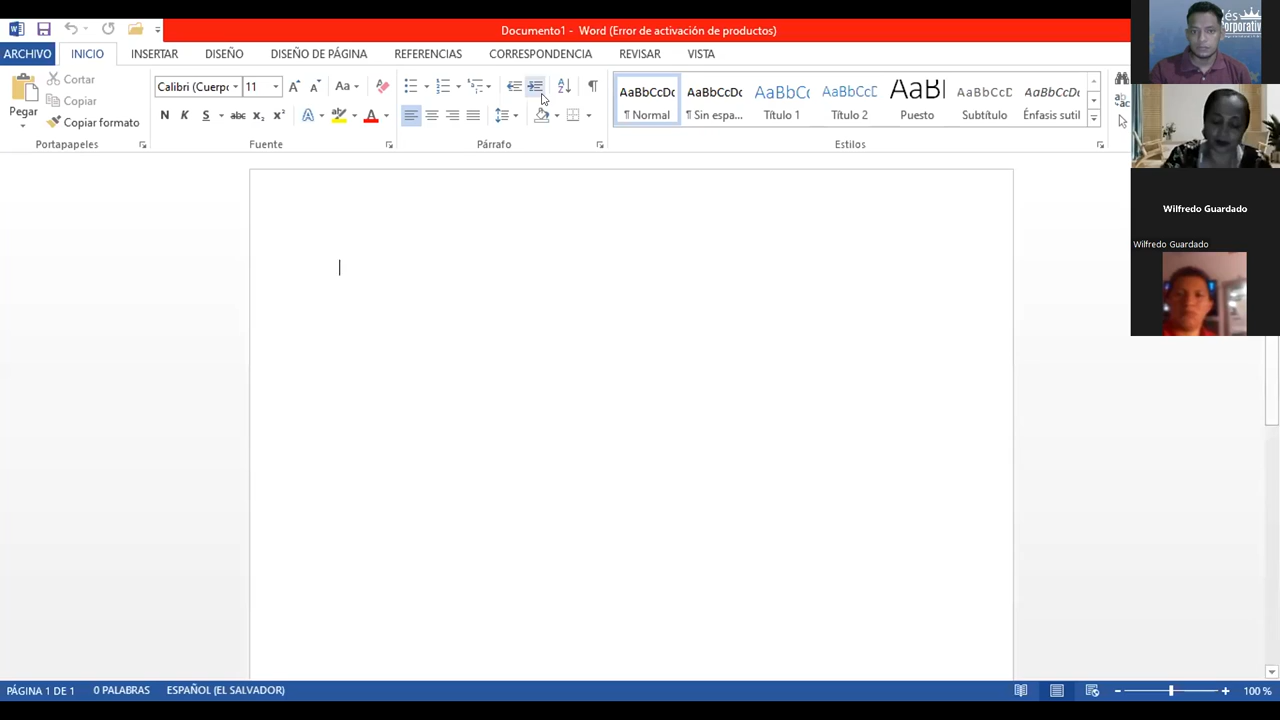 Documento1 - Word (Error de activación de productos)
ARCHIVO INICIO INSERTAR DISEÑO DISEÑO DE PÁGINA REFERENCIAS CORRESPONDENCIA REVISAR VISTA
Pegar
Cortar
Copiar
Copiar formato
Portapapeles
Calibri (Cuerpo 11
Aa
N K S abc x₂ x² A A
Fuente
Párrafo
AaBbCcDc AaBbCcDc AaBbCc AaBbCcD AaBl AaBbCcD AaBbCcDc
¶ Normal ¶ Sin espa... Título 1 Título 2 Puesto Subtítulo Énfasis sutil
Estilos
Wilfredo Guardado
Wilfredo Guardado
PÁGINA 1 DE 1 0 PALABRAS ESPAÑOL (EL SALVADOR) 100 %